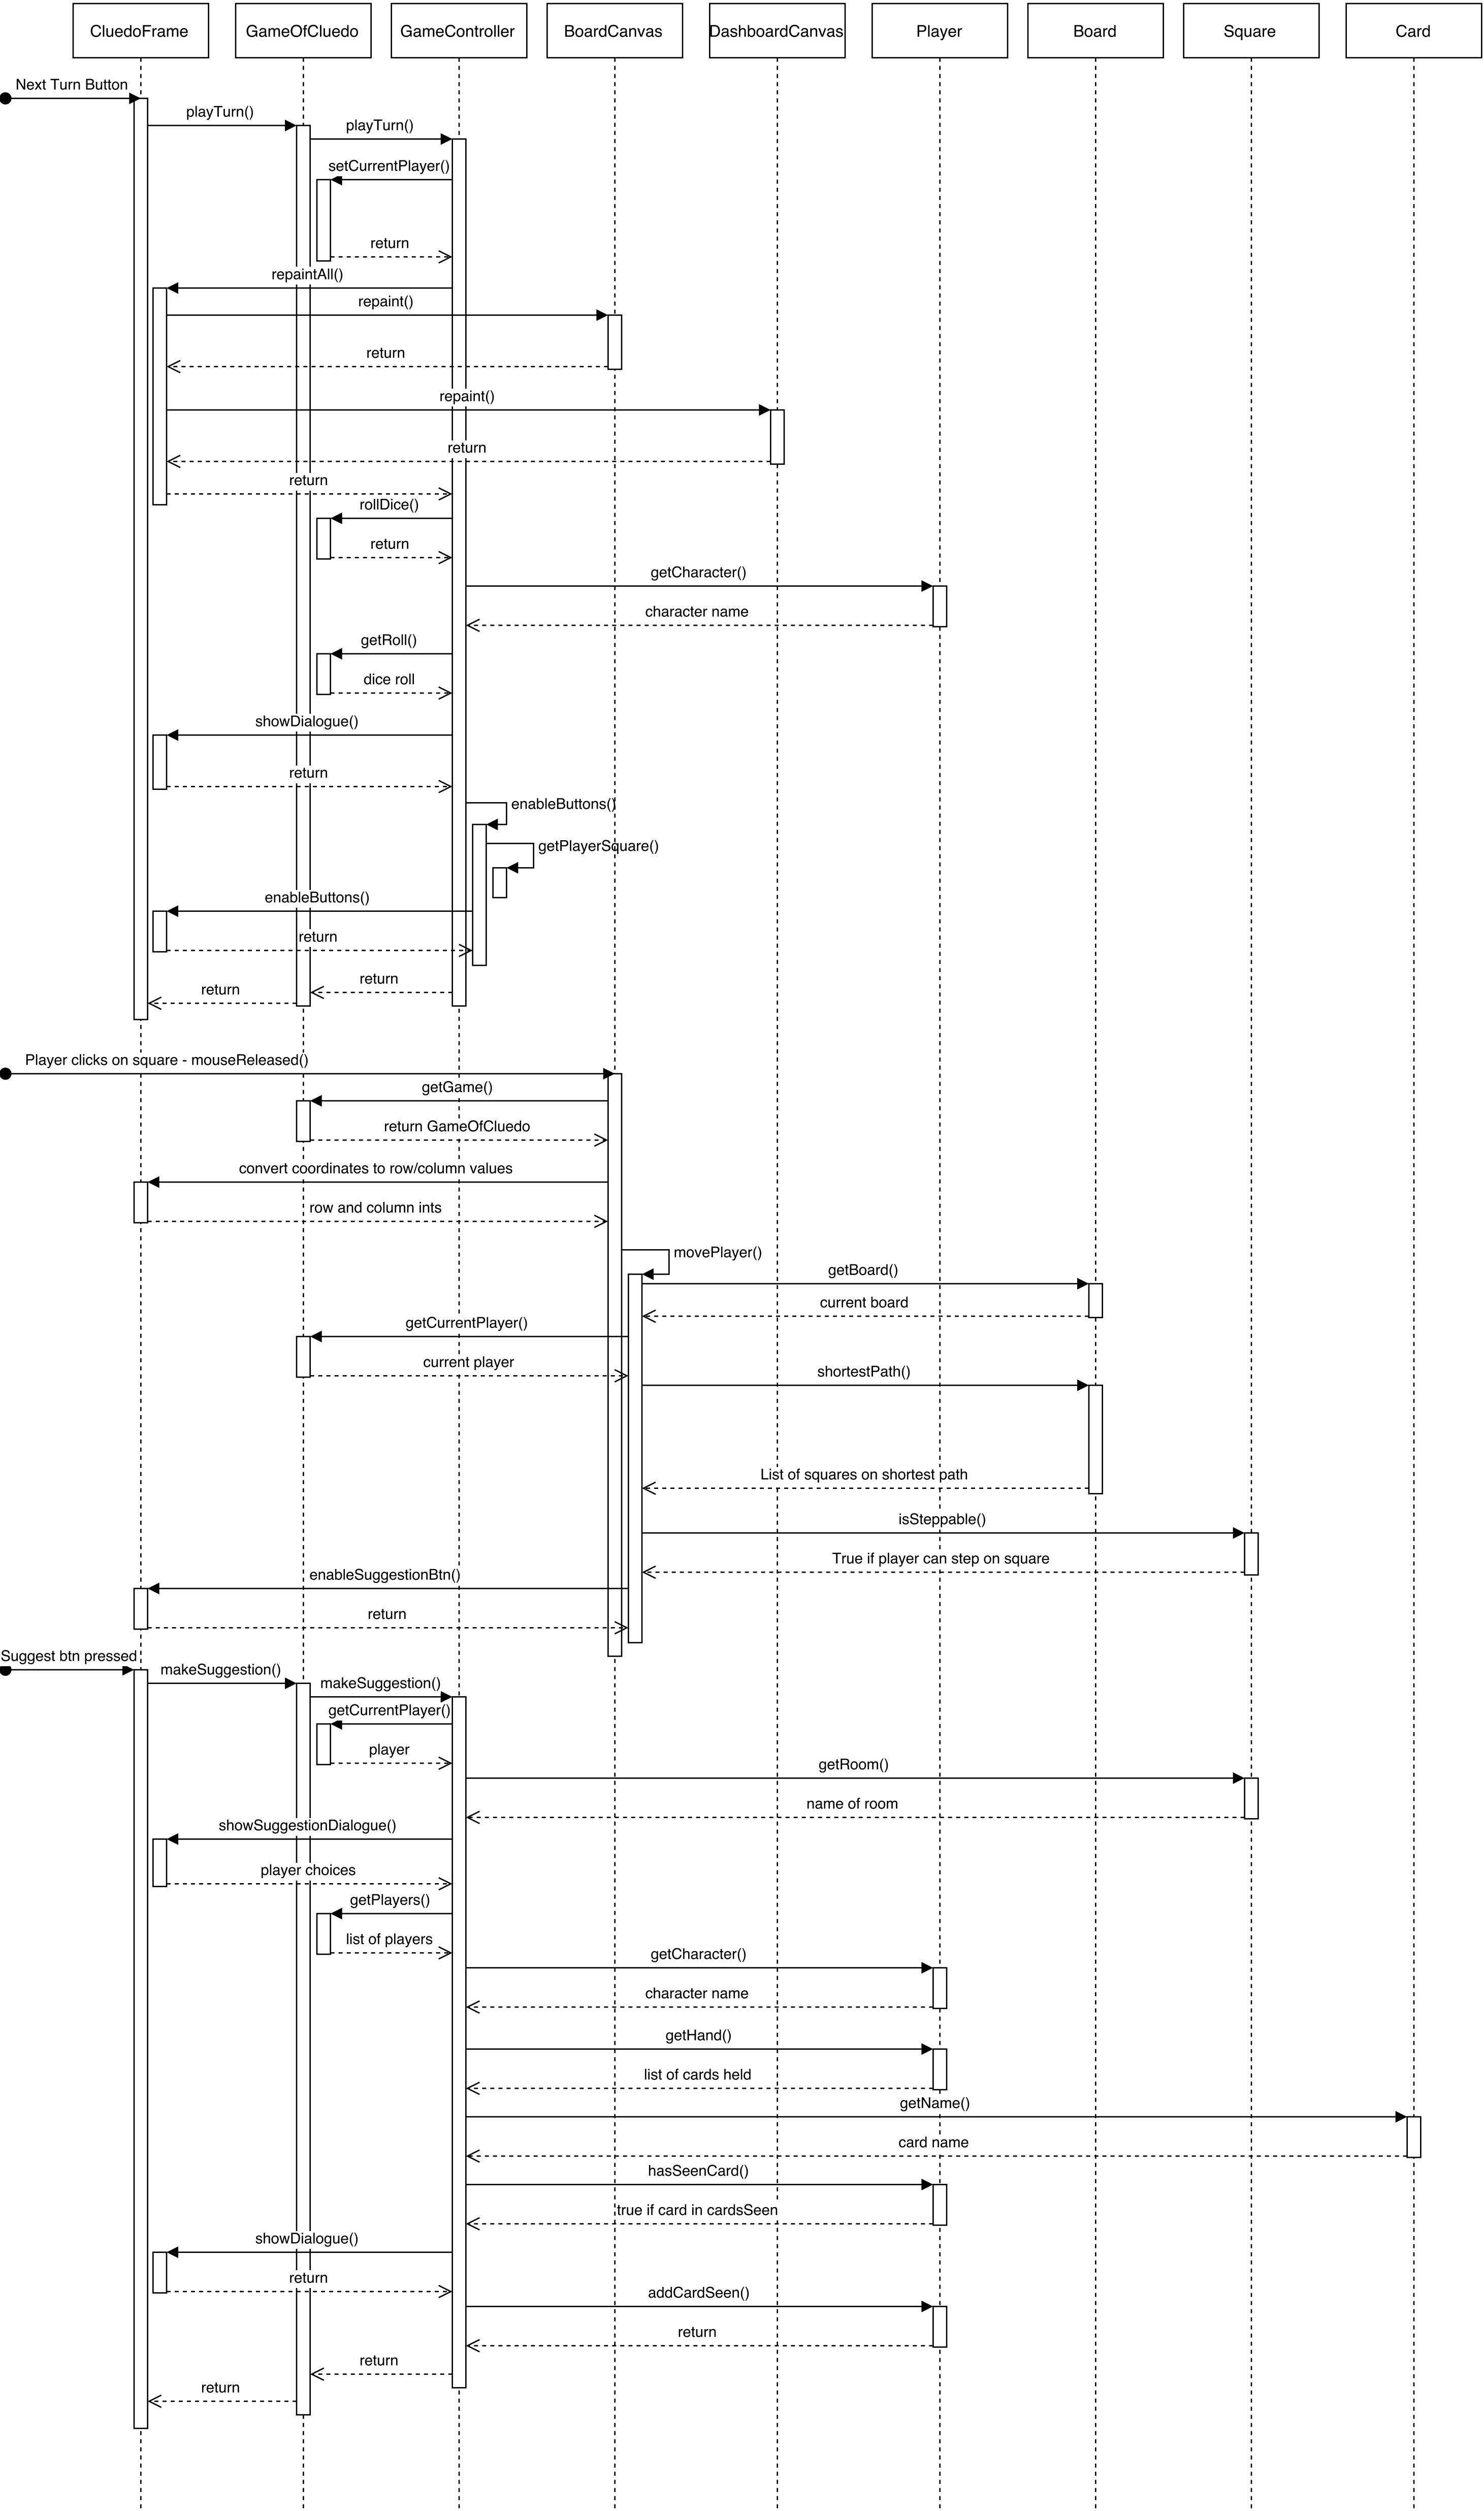 CluedoFrame
GameOfCluedo
GameController
BoardCanvas
DashboardCanvas
Player
Board
Square
Card
Next Turn Button
playTurn()
playTurn()
setCurrentPlayer()
return
repaintAll()
repaint()
return
repaint()
return
return
rollDice()
return
getCharacter()
character name
getRoll()
dice roll
showDialogue()
return
enableButtons()
getPlayerSquare()
enableButtons()
return
return
return
Player clicks on square - mouseReleased()
getGame()
return GameOfCluedo
convert coordinates to row/column values
row and column ints
movePlayer()
getBoard()
current board
getCurrentPlayer()
current player
shortestPath()
List of squares on shortest path
isSteppable()
True if player can step on square
enableSuggestionBtn()
return
Suggest btn pressed
makeSuggestion()
makeSuggestion()
getCurrentPlayer()
player
getRoom()
name of room
showSuggestionDialogue()
player choices
getPlayers()
list of players
getCharacter()
character name
getHand()
list of cards held
getName()
card name
hasSeenCard()
true if card in cardsSeen
showDialogue()
return
addCardSeen()
return
return
return